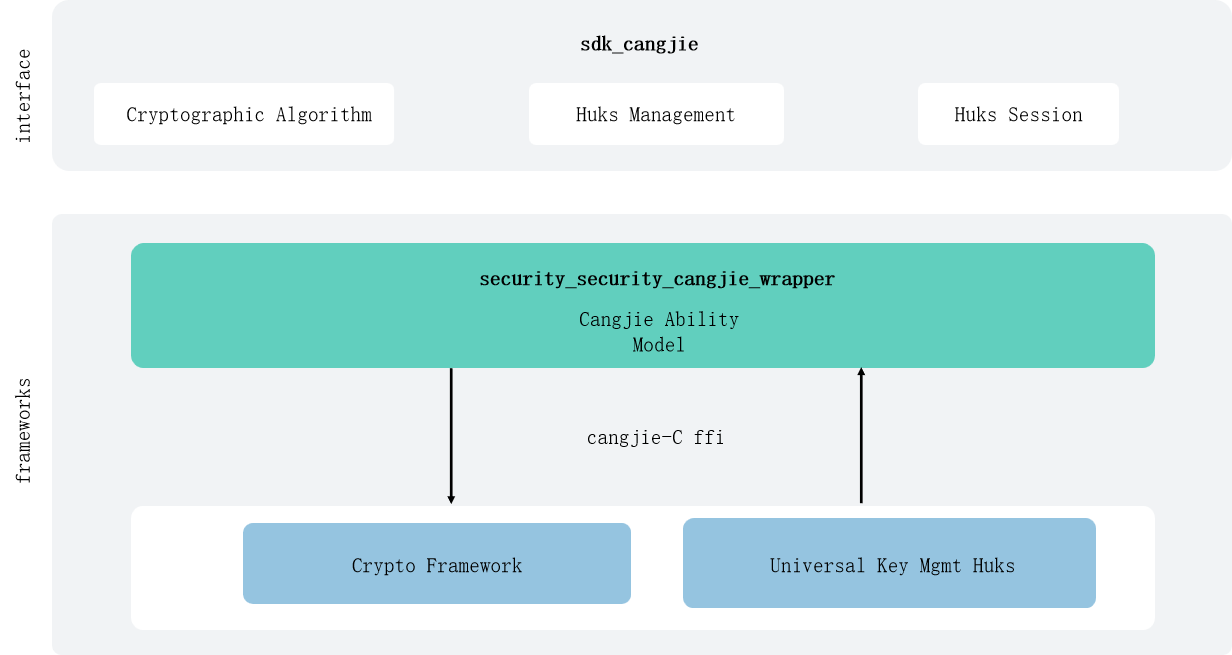 interface
sdk_cangjie
Cryptographic Algorithm
Huks Management
Huks Session
frameworks
security_security_cangjie_wrapper
Cangjie Ability
Model
cangjie-C ffi
Crypto Framework
Universal Key Mgmt Huks